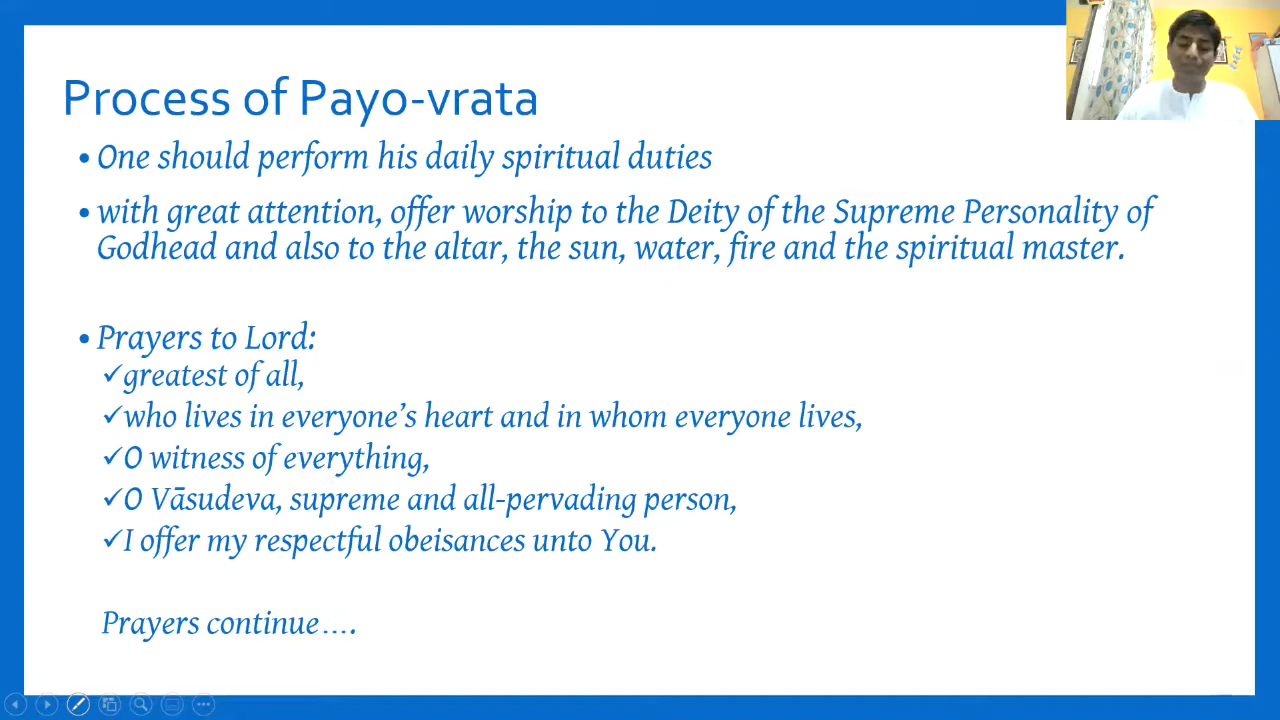 Process of Payo-vrata
• One should perform his daily spiritual duties
• with great attention, offer worship to the Deity of the Supreme Personality of
Godhead and also to the altar, the sun, water, fire and the spiritual master.
• Prayers to Lord:
✓greatest of all,
✓who lives in everyone’s heart and in whom everyone lives,
✓O witness of everything,
✓O Vāsudeva, supreme and all-pervading person,
✓I offer my respectful obeisances unto You.
Prayers continue….